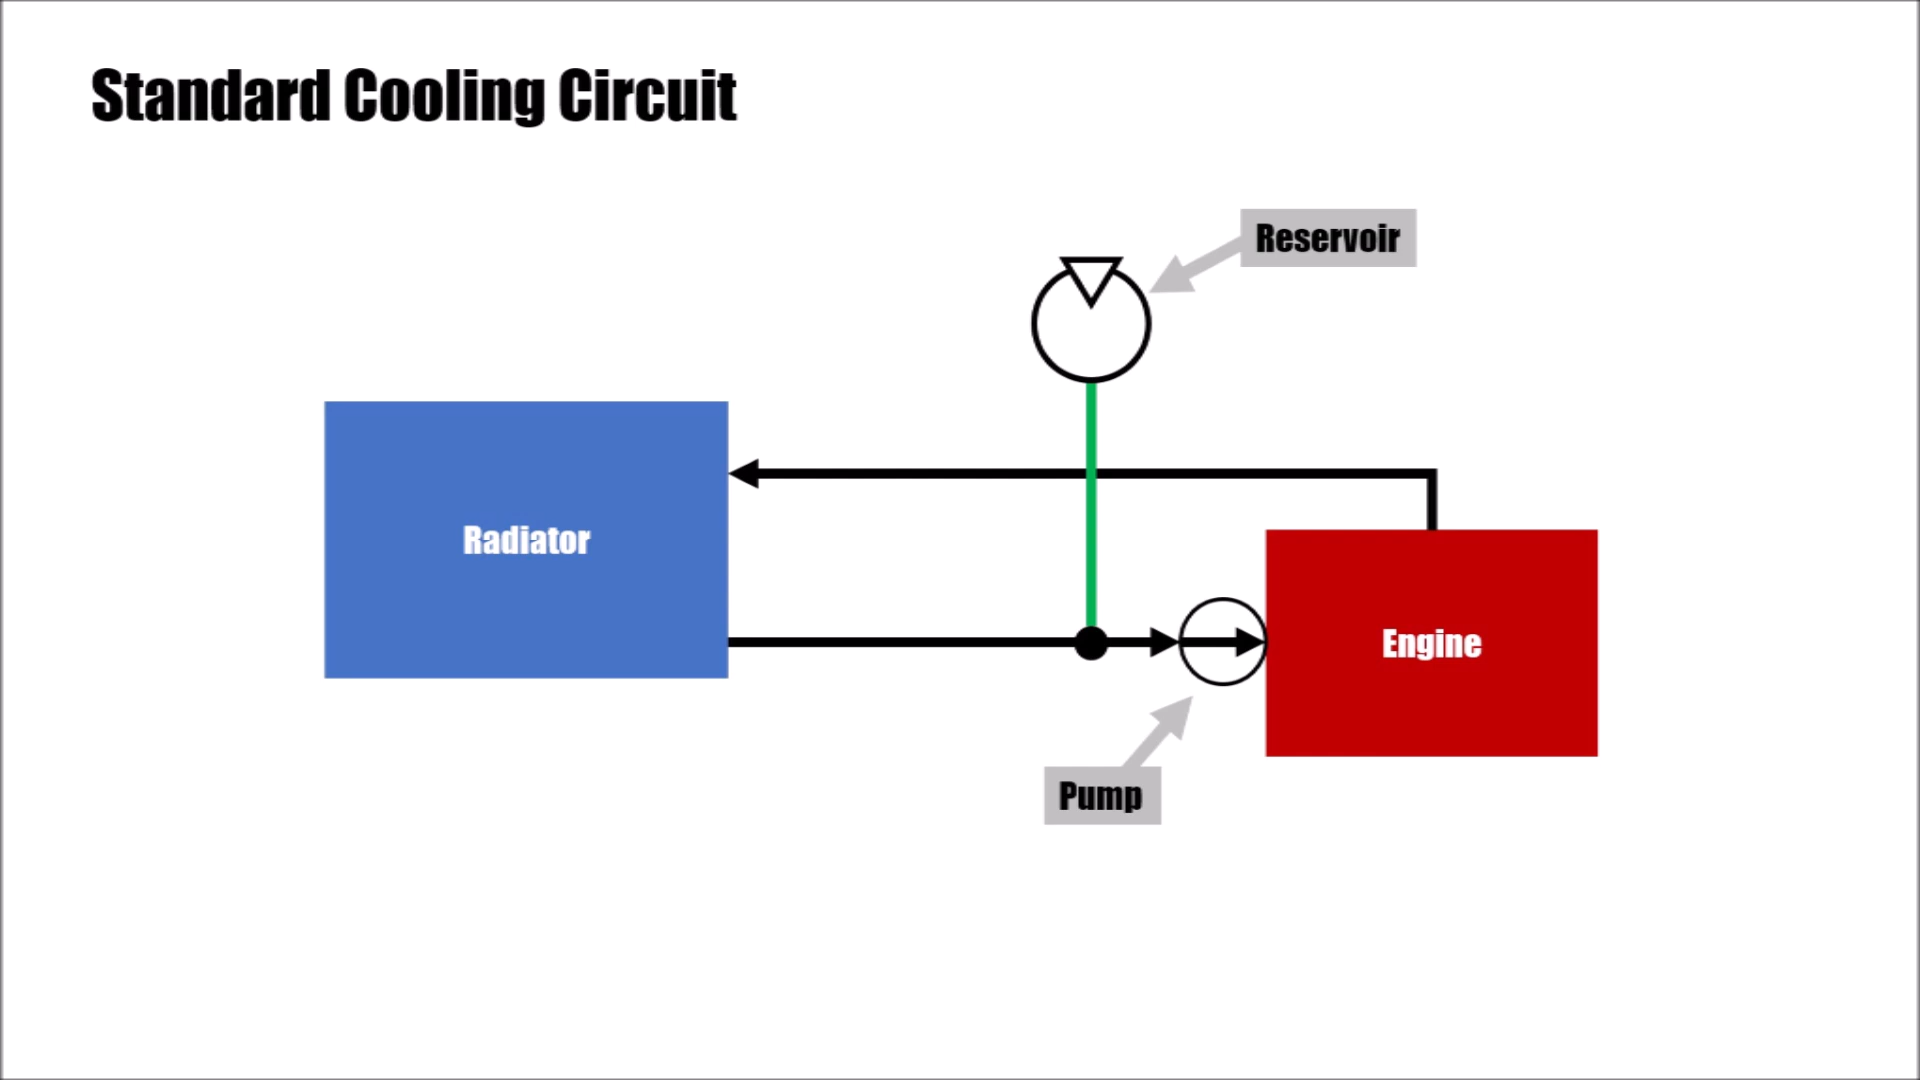 Standard Cooling Circuit
Reservoir
Radiator
Engine
Pump